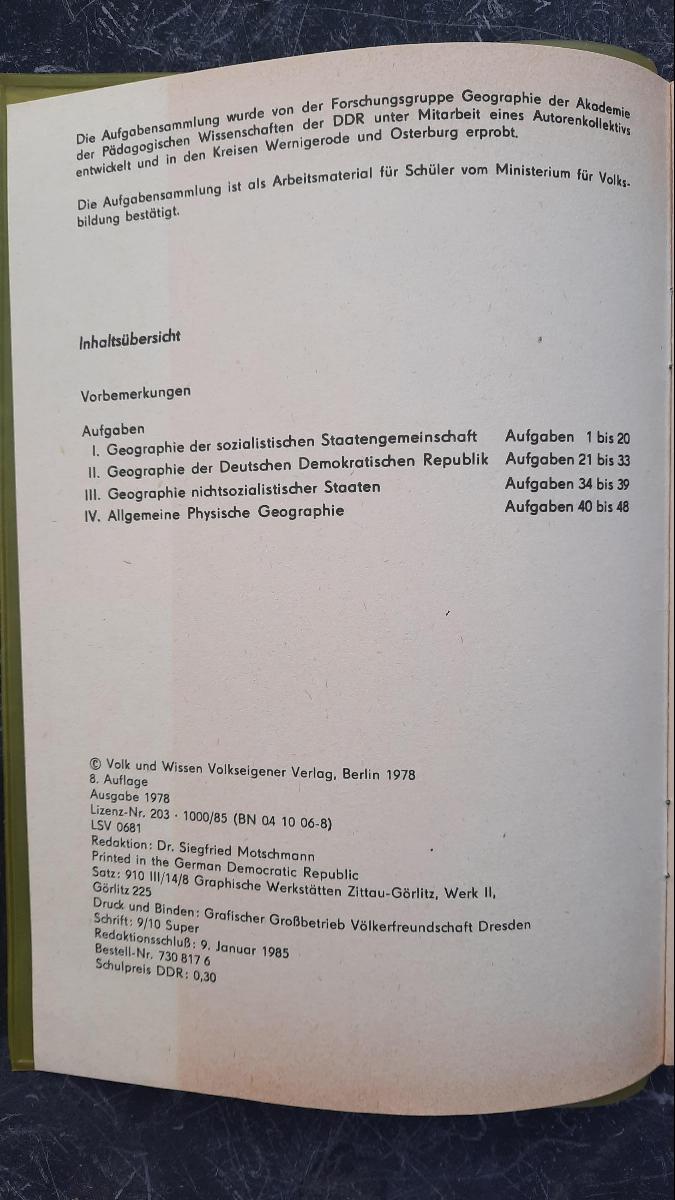 Die Aufgabensammlung wurde von der Forschungsgruppe Geographie der Akademie
der Pädagogischen Wissenschaften der DDR unter Mitarbeit eines Autorenkollektivs
entwickelt und in den Kreisen Wernigerode und Osterburg erprobt.
Die Aufgabensammlung ist als Arbeitsmaterial für Schüler vom Ministerium für Volks-
bildung bestätigt.
Inhaltsübersicht
Vorbemerkungen
Aufgaben
I. Geographie der sozialistischen Staatengemeinschaft Aufgaben 1 bis 20
II. Geographie der Deutschen Demokratischen Republik Aufgaben 21 bis 33
III. Geographie nichtsozialistischer Staaten Aufgaben 34 bis 39
IV. Allgemeine Physische Geographie Aufgaben 40 bis 48
© Volk und Wissen Volkseigener Verlag, Berlin 1978
8. Auflage
Ausgabe 1978
Lizenz-Nr. 203 · 1000/85 (BN 04 10 06-8)
LSV 0681
Redaktion: Dr. Siegfried Motschmann
Printed in the German Democratic Republic
Satz: 910 III/14/8 Graphische Werkstätten Zittau-Görlitz, Werk II,
Görlitz 225
Druck und Binden: Grafischer Großbetrieb Völkerfreundschaft Dresden
Schrift: 9/10 Super
Redaktionsschluß: 9. Januar 1985
Bestell-Nr. 730 817 6
Schulpreis DDR: 0,30